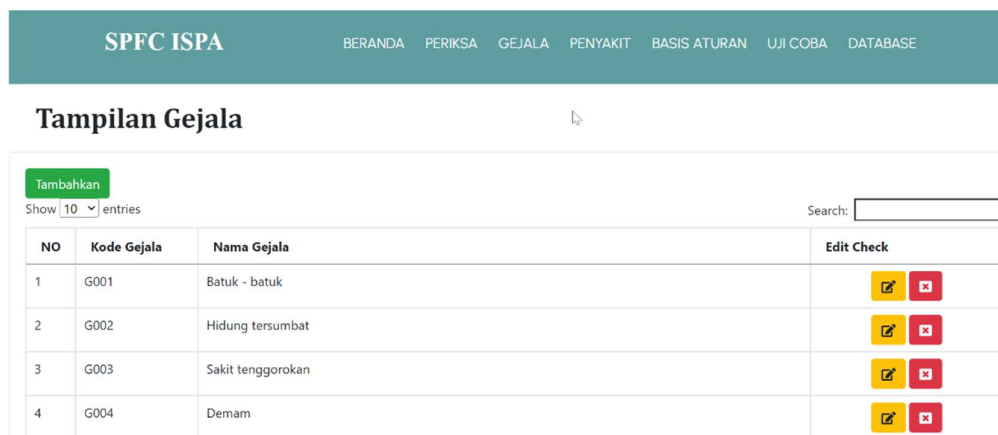 SPFC ISPA BERANDA PERIKSA GEJALA PENYAKIT BASIS ATURAN UJI COBA DATABASE
Tampilan Gejala
Tambahkan
Show 10 entries Search:
NO Kode Gejala Nama Gejala Edit Check
1 G001 Batuk - batuk
2 G002 Hidung tersumbat
3 G003 Sakit tenggorokan
4 G004 Demam